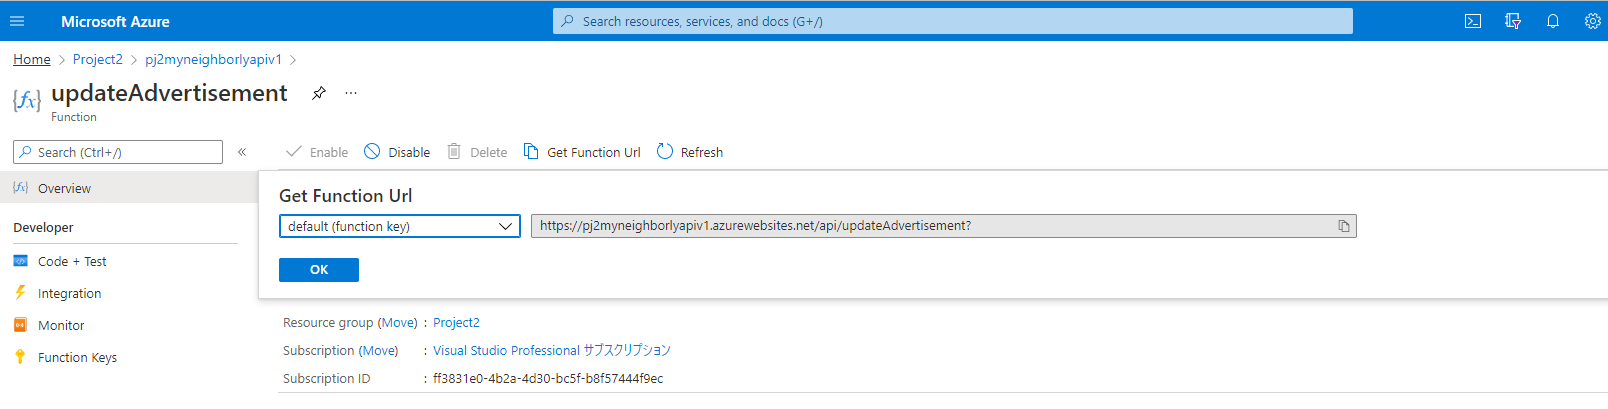 Microsoft Azure
Search resources, services, and docs (G+/)
Home > Project2 > pj2myneighborlyapiv1 >
{fx} updateAdvertisement ...
Function
Search (Ctrl+/) «
Enable Disable Delete Get Function Url Refresh
{fx} Overview
Get Function Url
default (function key) https://pj2myneighborlyapiv1.azurewebsites.net/api/updateAdvertisement?
OK
Developer
Code + Test
Integration
Monitor
Function Keys
Resource group (Move) : Project2
Subscription (Move) : Visual Studio Professional サブスクリプション
Subscription ID : ff3831e0-4b2a-4d30-bc5f-b8f57444f9ec